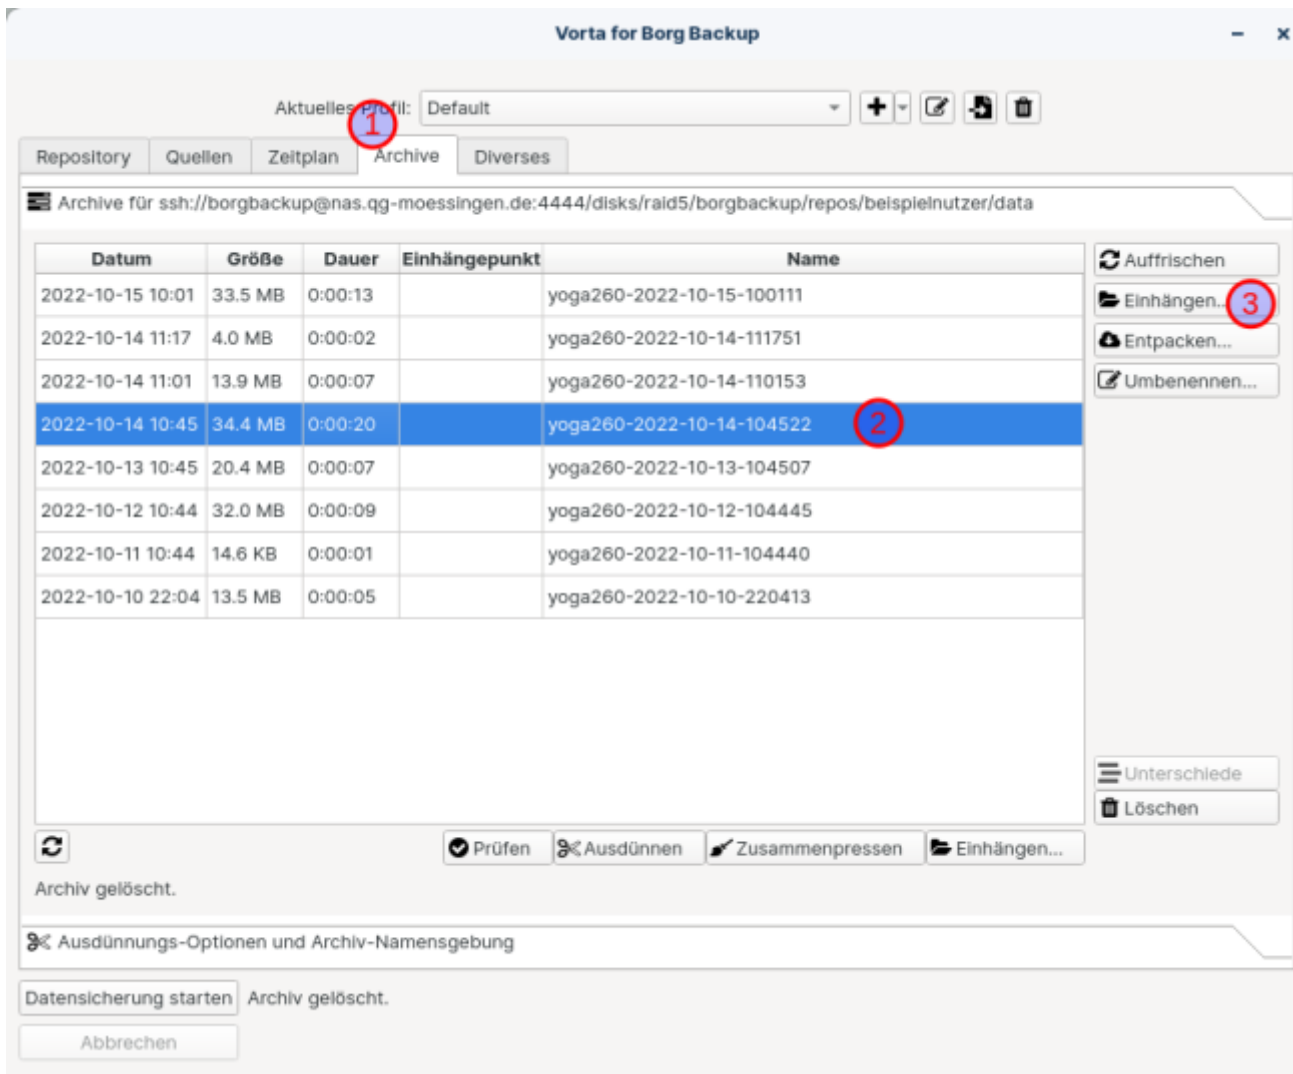 Vorta for Borg Backup
Aktuelles Profil: Default
1
Repository Quellen Zeitplan Archive Diverses
Archive für ssh://borgbackup@nas.qg-moessingen.de:4444/disks/raid5/borgbackup/repos/beispielnutzer/data
Datum Größe Dauer Einhängepunkt Name
Auffrischen
2022-10-15 10:01 33.5 MB 0:00:13 yoga260-2022-10-15-100111
Einhängen... 3
2022-10-14 11:17 4.0 MB 0:00:02 yoga260-2022-10-14-111751
Entpacken...
2022-10-14 11:01 13.9 MB 0:00:07 yoga260-2022-10-14-110153
Umbenennen...
2022-10-14 10:45 34.4 MB 0:00:20 yoga260-2022-10-14-104522 2
2022-10-13 10:45 20.4 MB 0:00:07 yoga260-2022-10-13-104507
2022-10-12 10:44 32.0 MB 0:00:09 yoga260-2022-10-12-104445
2022-10-11 10:44 14.6 KB 0:00:01 yoga260-2022-10-11-104440
2022-10-10 22:04 13.5 MB 0:00:05 yoga260-2022-10-10-220413
Unterschiede
Löschen
Prüfen Ausdünnen Zusammenpressen Einhängen...
Archiv gelöscht.
Ausdünnungs-Optionen und Archiv-Namensgebung
Datensicherung starten Archiv gelöscht.
Abbrechen